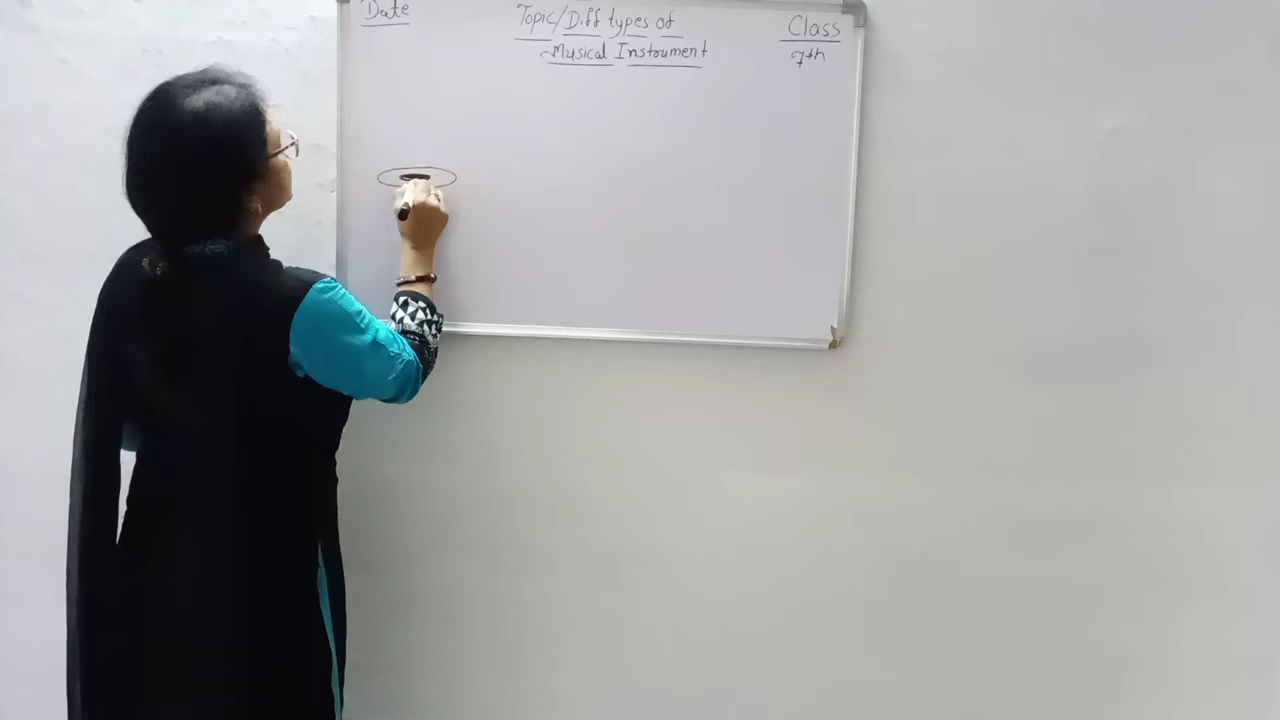 Date
Topic/Diff types of
Musical Instrument
Class
7th